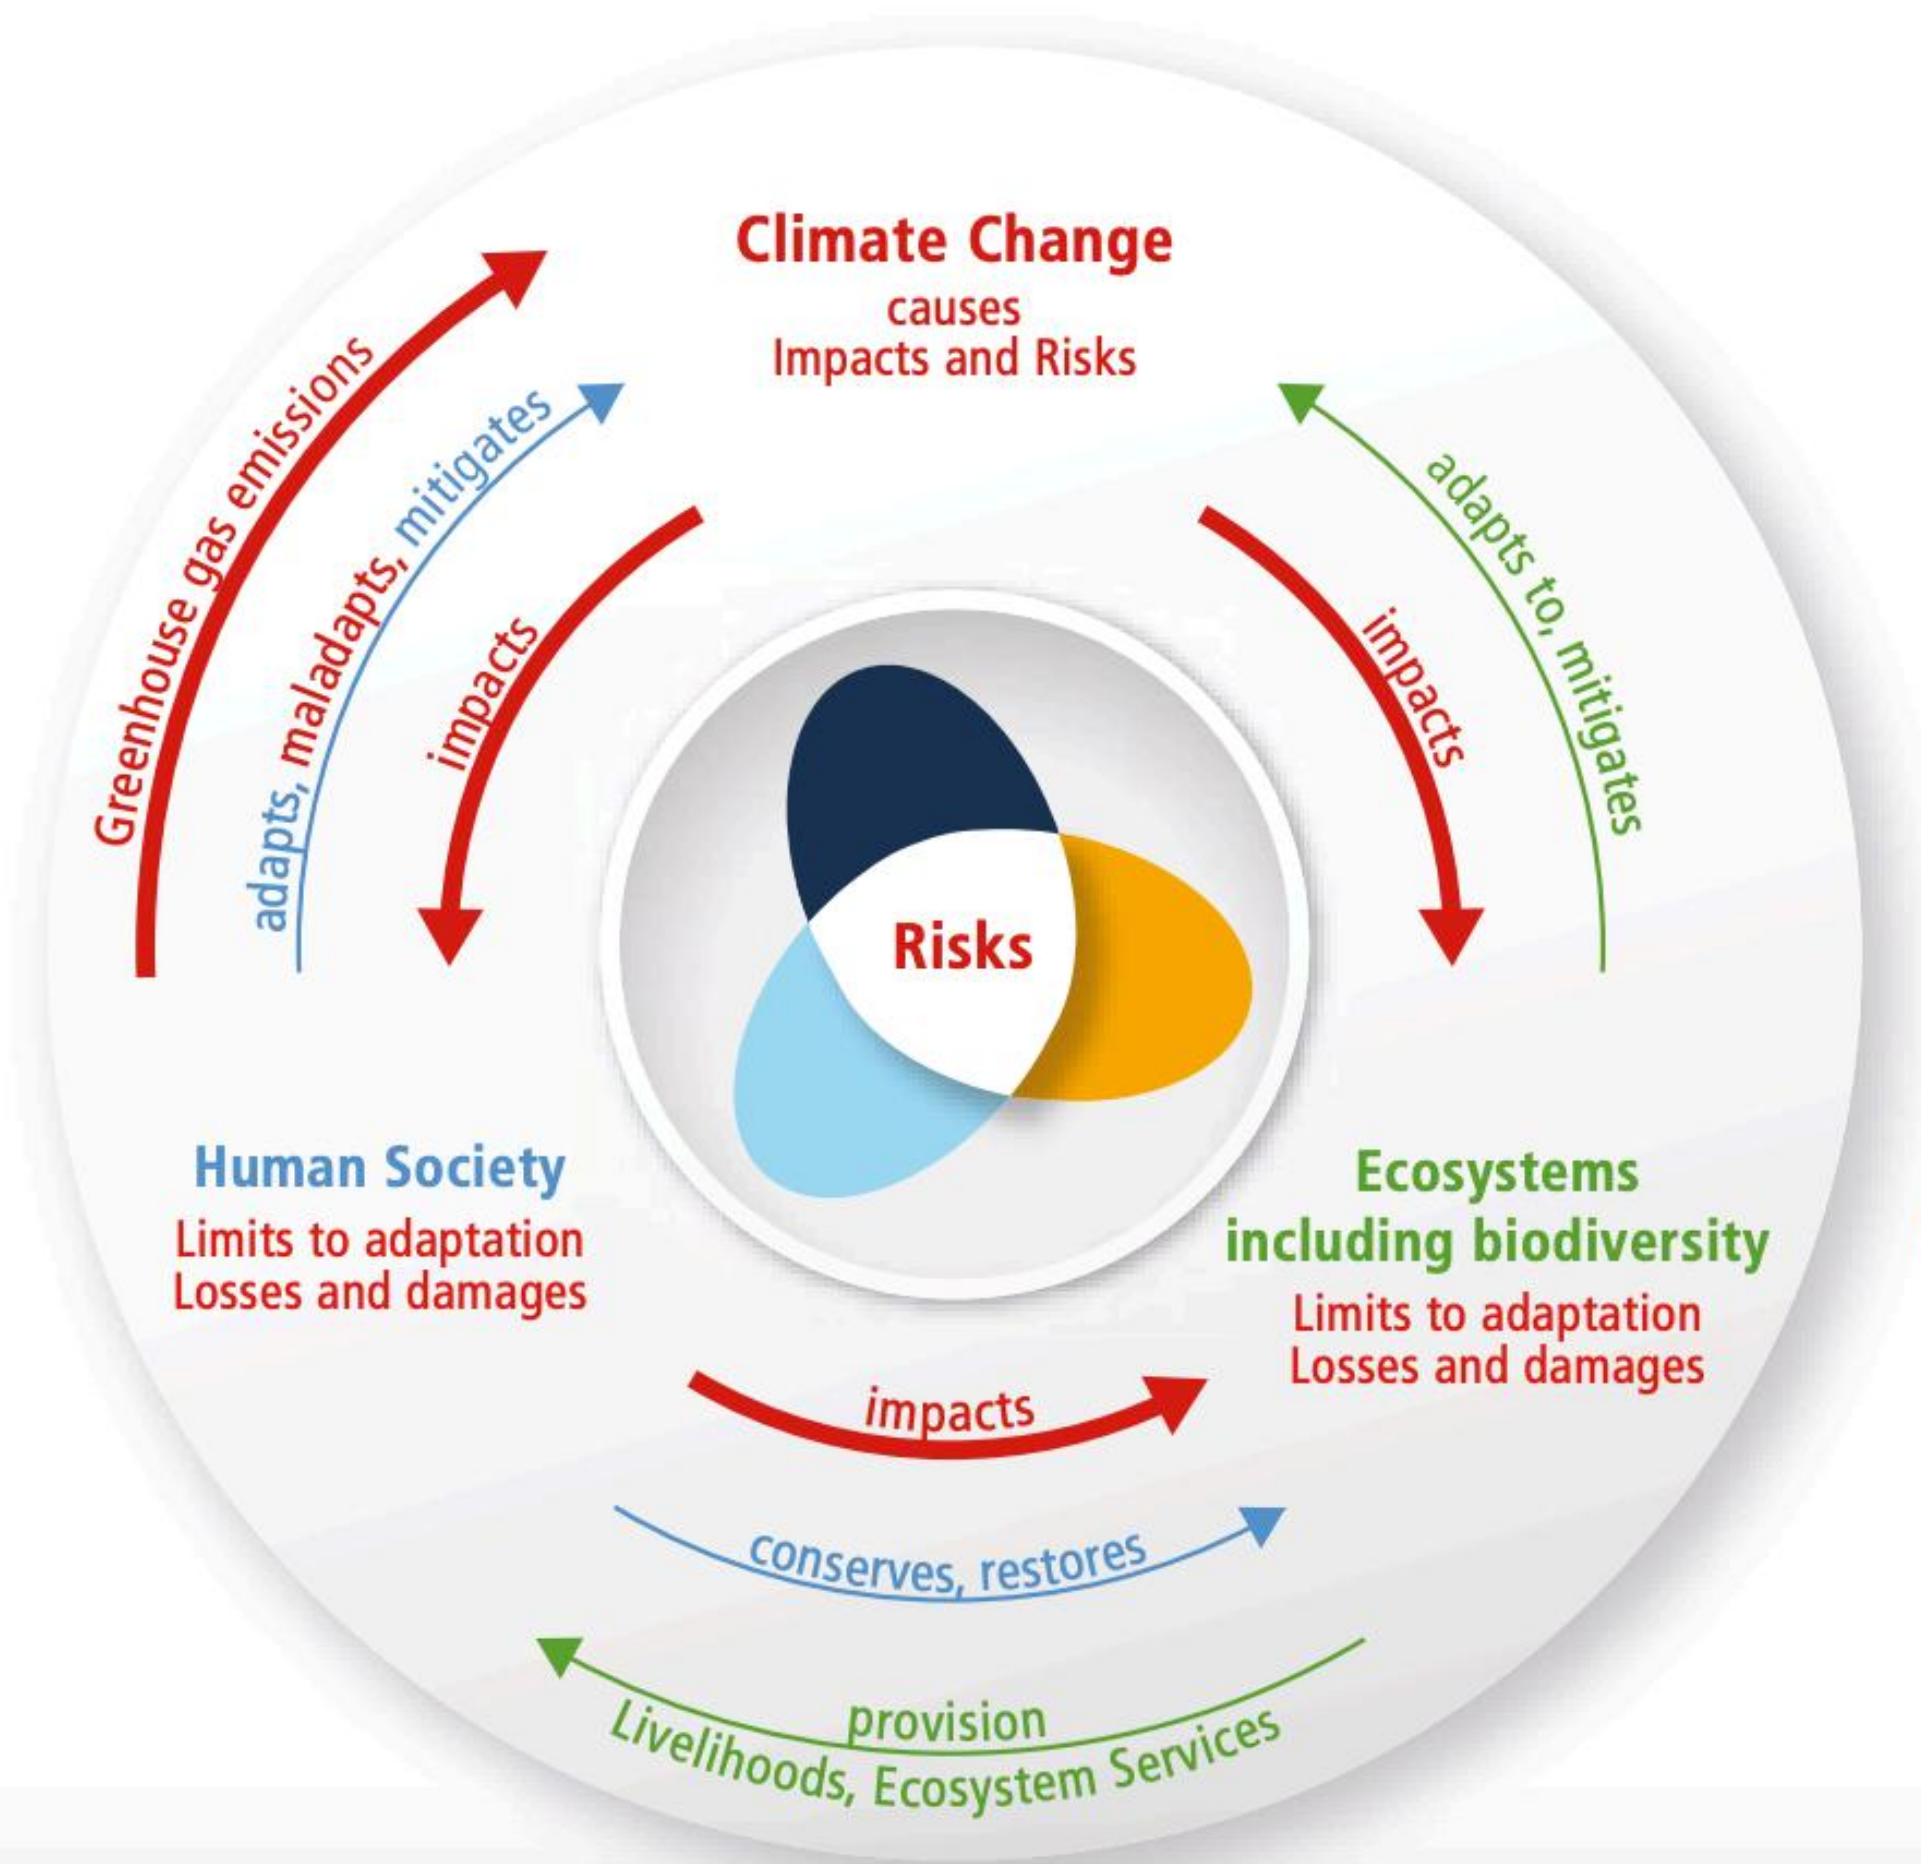 Climate Change
causes
Impacts and Risks
Greenhouse gas emissions
adapts, maladapts, mitigates
impacts
impacts
adapts to, mitigates
Risks
Human Society
Limits to adaptation
Losses and damages
Ecosystems
including biodiversity
Limits to adaptation
Losses and damages
impacts
conserves, restores
provision
Livelihoods, Ecosystem Services